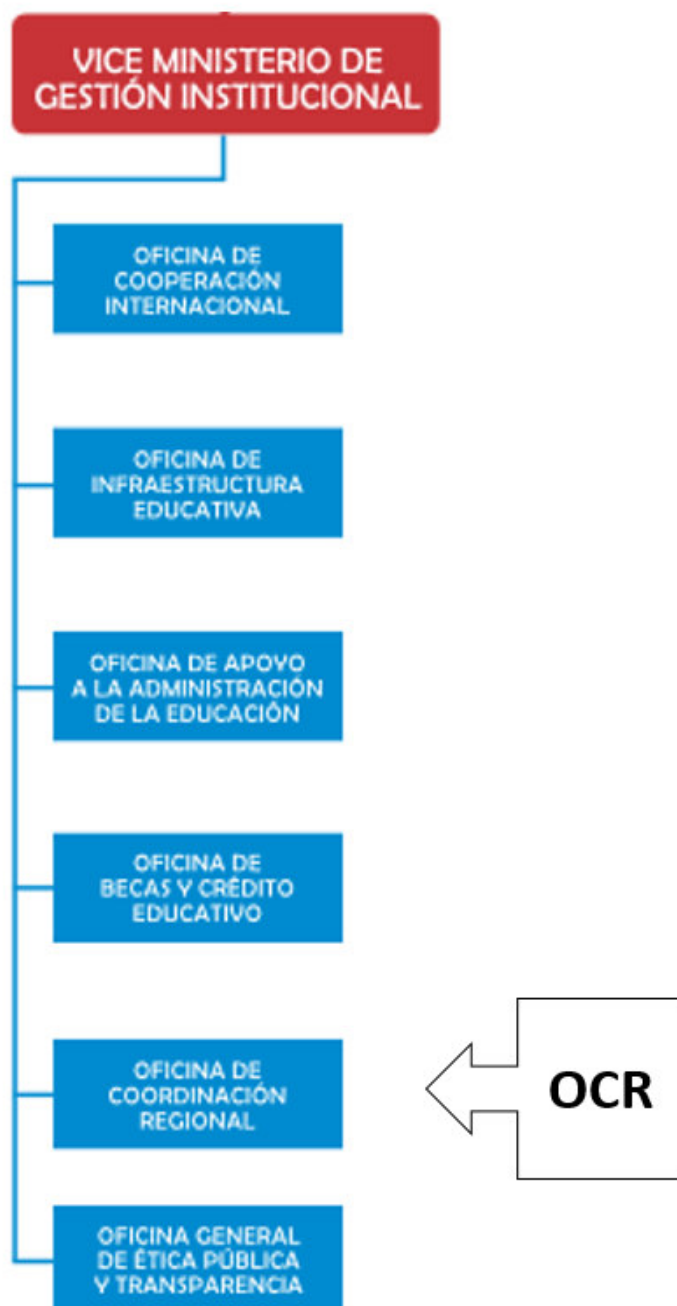 VICE MINISTERIO DE
GESTIÓN INSTITUCIONAL
OFICINA DE
COOPERACIÓN
INTERNACIONAL
OFICINA DE
INFRAESTRUCTURA
EDUCATIVA
OFICINA DE APOYO
A LA ADMINISTRACIÓN
DE LA EDUCACIÓN
OFICINA DE
BECAS Y CRÉDITO
EDUCATIVO
OFICINA DE
COORDINACIÓN
REGIONAL
OCR
OFICINA GENERAL
DE ÉTICA PÚBLICA
Y TRANSPARENCIA